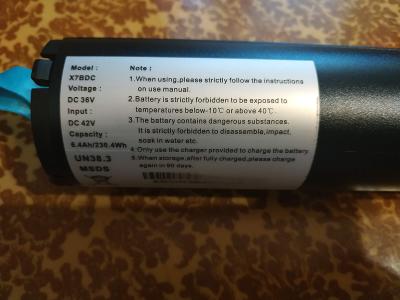 Model :
X7BDC
Voltage :
DC 36V
Input :
DC 42V
Capacity :
6.4Ah/230.4Wh
UN38.3
MSDS
Note :
1.When using,please strictly follow the instructions
on use manual.
2.Battery is strictly forbidden to be exposed to
temperatures below-10℃ or above 40℃.
3.The battery contains dangerous substances.
It is strictly forbidden to disassemble,impact,
soak in water etc.
4.Only use the charger provided to charge the battery.
5.When storage,after fully charged,please charge
again in 90 days.